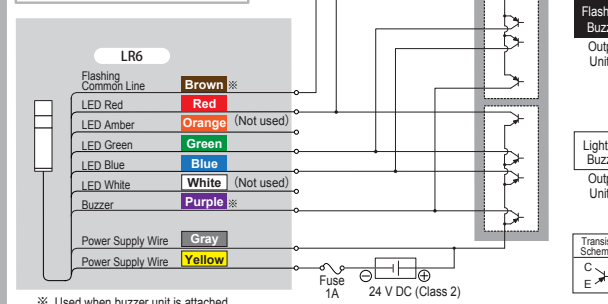 LR6
Flashing
Common Line Brown ※
LED Red Red
LED Amber Orange (Not used)
LED Green Green
LED Blue Blue
LED White White (Not used)
Buzzer Purple ※
Power Supply Wire Gray
Power Supply Wire Yellow
Fuse
1A
24 V DC (Class 2)
※ Used when buzzer unit is attached
Flash
Buzz
Outp
Unit
Light
Buzz
Outp
Unit
Transis
Schem
C
E